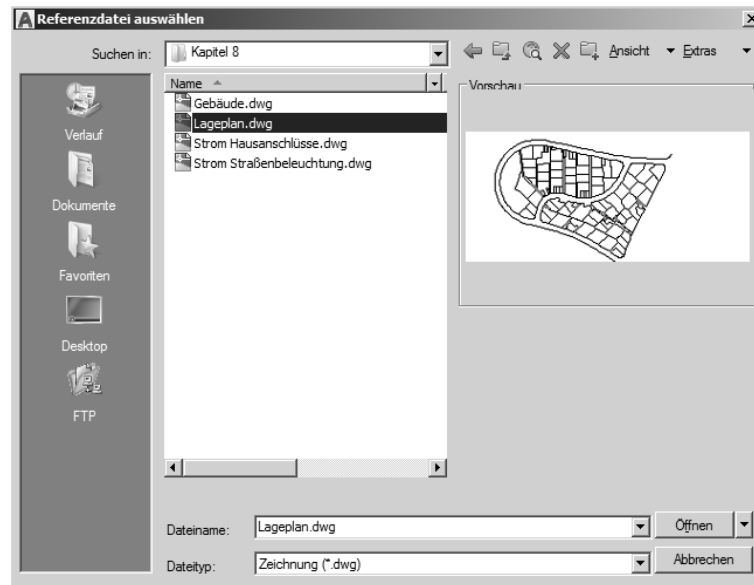 Referenzdatei auswählen
Suchen in: Kapitel 8 Ansicht Extras
Name
Vorschau
Gebäude.dwg
Lageplan.dwg
Strom Hausanschlüsse.dwg
Strom Straßenbeleuchtung.dwg
Verlauf
Dokumente
Favoriten
Desktop
FTP
Dateiname: Lageplan.dwg Öffnen
Dateityp: Zeichnung (*.dwg) Abbrechen